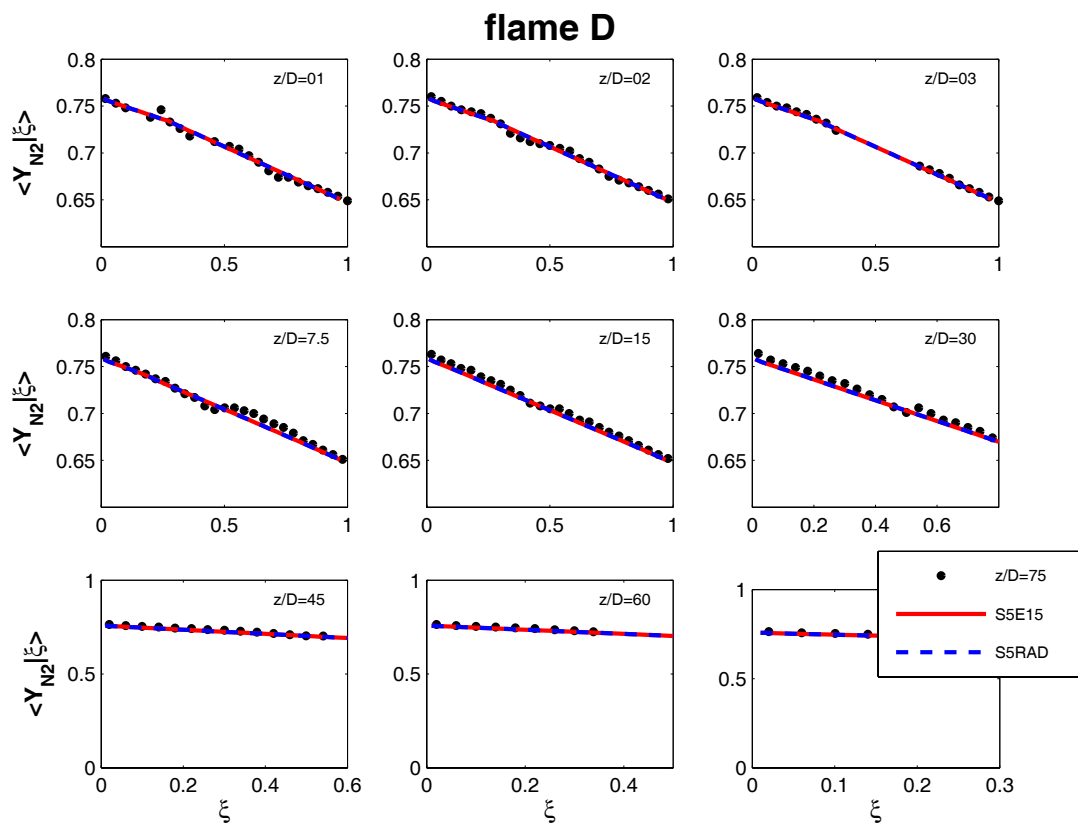 flame D
0.8
0.75
0.7
0.65
<Y_N2|ξ>
z/D=01
0 0.5 1
0.8
0.75
0.7
0.65
z/D=02
0 0.5 1
0.8
0.75
0.7
0.65
z/D=03
0 0.5 1
0.8
0.75
0.7
0.65
<Y_N2|ξ>
z/D=7.5
0 0.5 1
0.8
0.75
0.7
0.65
z/D=15
0 0.5 1
0.8
0.75
0.7
0.65
z/D=30
0.2 0.4 0.6
1
0.5
0
<Y_N2|ξ>
z/D=45
0 0.2 0.4 0.6
ξ
1
0.5
0
z/D=60
0 0.2 0.4
ξ
1
0.5
0
z/D=75
S5E15
S5RAD
0 0.1 0.2 0.3
ξ